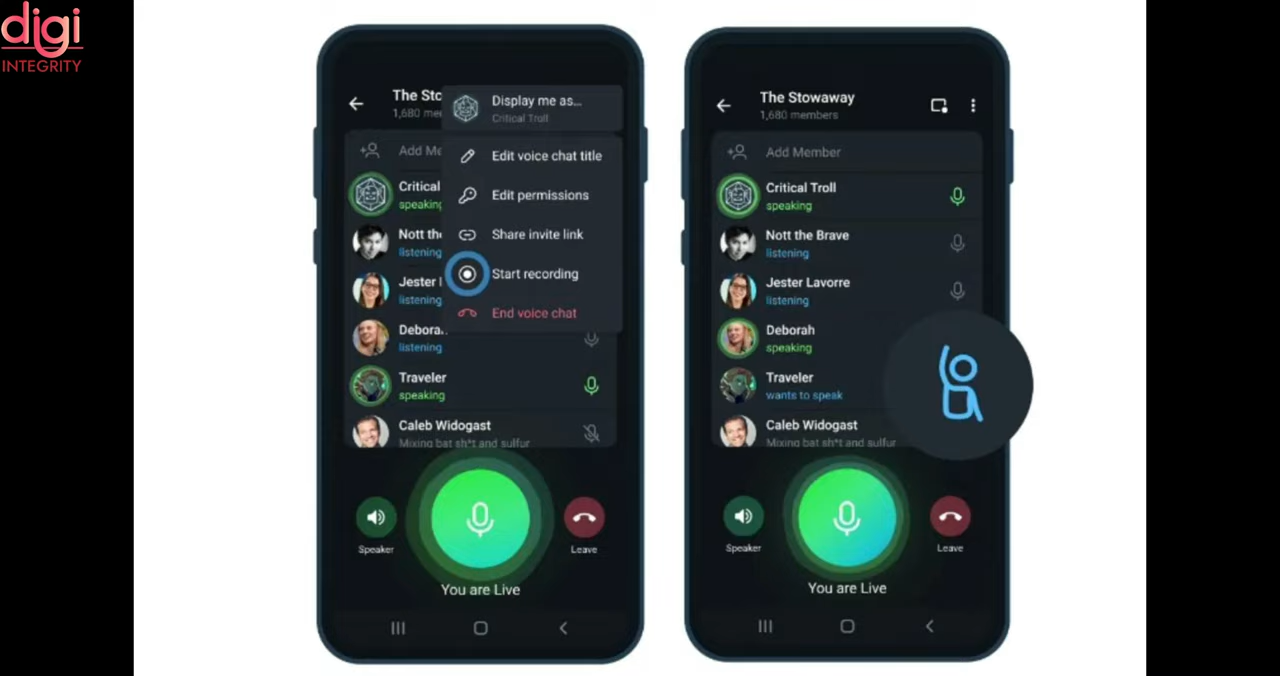 digi
INTEGRITY
The Sto
1,680 me
Display me as...
Critical Troll
Add Me
Edit voice chat title
Critical
speaking
Edit permissions
Nott the
listening
Share invite link
Jester
listening
Start recording
Debora
listening
End voice chat
Traveler
speaking
Caleb Widogast
Mixing bat sh*t and sulfur
Speaker
Leave
You are Live
The Stowaway
1,680 members
Add Member
Critical Troll
speaking
Nott the Brave
listening
Jester Lavorre
listening
Deborah
speaking
Traveler
wants to speak
Caleb Widogast
Mixing bat sh*t and sulfur
Speaker
Leave
You are Live